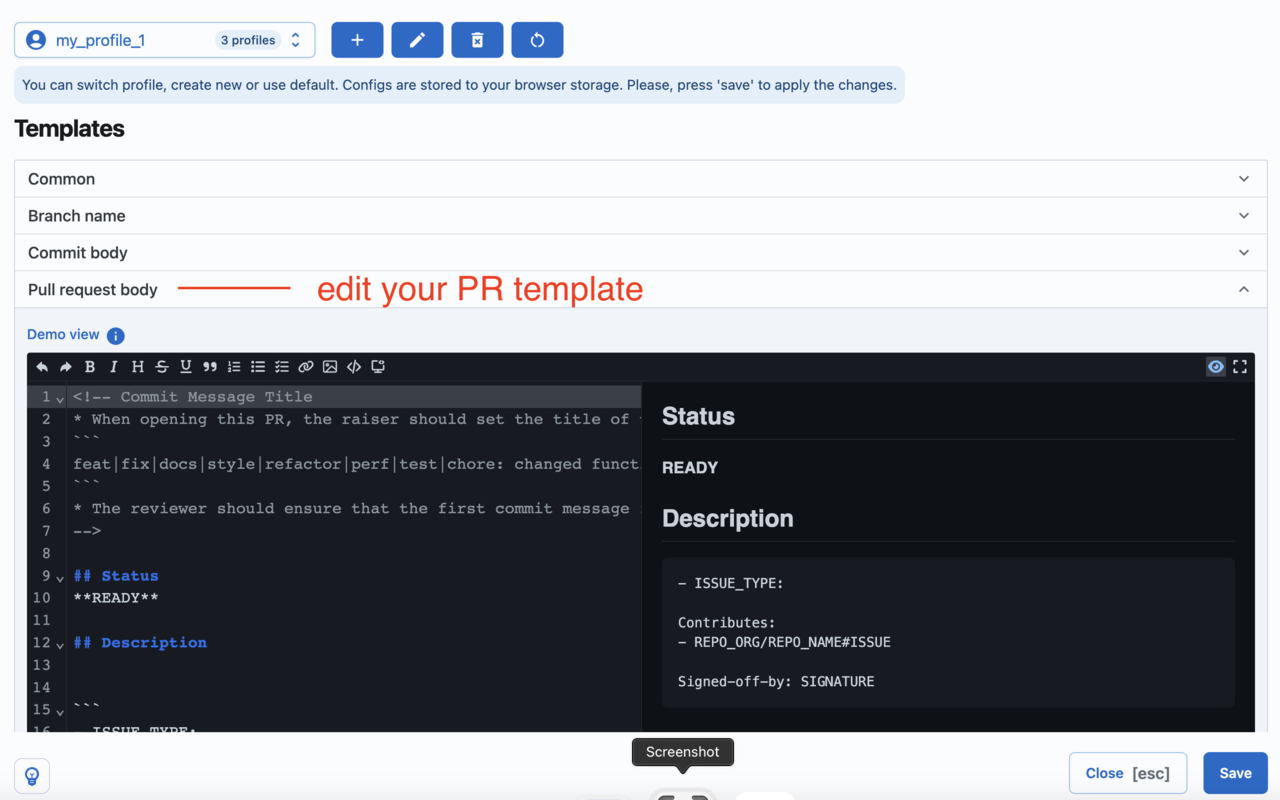 my_profile_1 3 profiles
You can switch profile, create new or use default. Configs are stored to your browser storage. Please, press 'save' to apply the changes.
Templates
Common
Branch name
Commit body
Pull request body edit your PR template
Demo view
B I H S U
1 <!-- Commit Message Title
2 * When opening this PR, the raiser should set the title of
3 ```
4 feat|fix|docs|style|refactor|perf|test|chore: changed funct
5 ```
6 * The reviewer should ensure that the first commit message
7 -->
8
9 ## Status
10 **READY**
11
12 ## Description
13
14
15 ```
16 - ISSUE_TYPE:
Status
READY
Description
- ISSUE_TYPE:
Contributes:
- REPO_ORG/REPO_NAME#ISSUE
Signed-off-by: SIGNATURE
Screenshot
Close [esc] Save